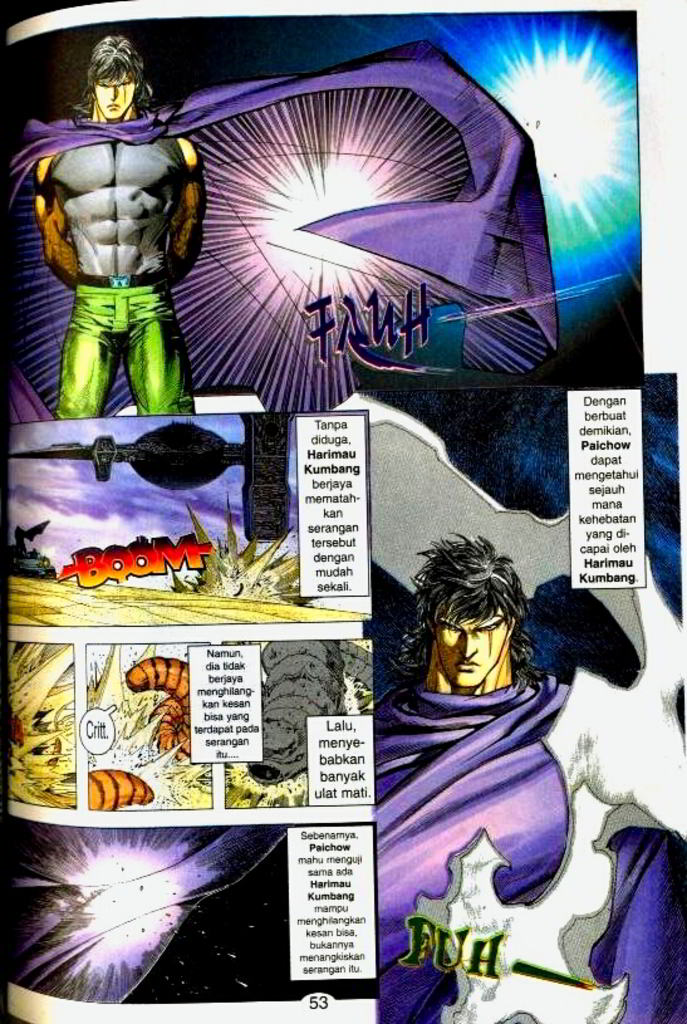 FAUH
Tanpa
diduga,
Harimau
Kumbang
berjaya
mematah-
kan
serangan
tersebut
dengan
mudah
sekali.
BOOM
Namun,
dia tidak
berjaya
menghilang-
kan kesan
bisa yang
terdapat pada
serangan
itu....
Critt.
Lalu,
menye-
babkan
banyak
ulat mati.
Sebenarnya,
Paichow
mahu menguji
sama ada
Harimau
Kumbang
mampu
menghilangkan
kesan bisa,
bukannya
menangkiskan
serangan itu.
Dengan
berbuat
demikian,
Paichow
dapat
mengetahui
sejauh
mana
kehebatan
yang di-
capai oleh
Harimau
Kumbang.
FUH
53